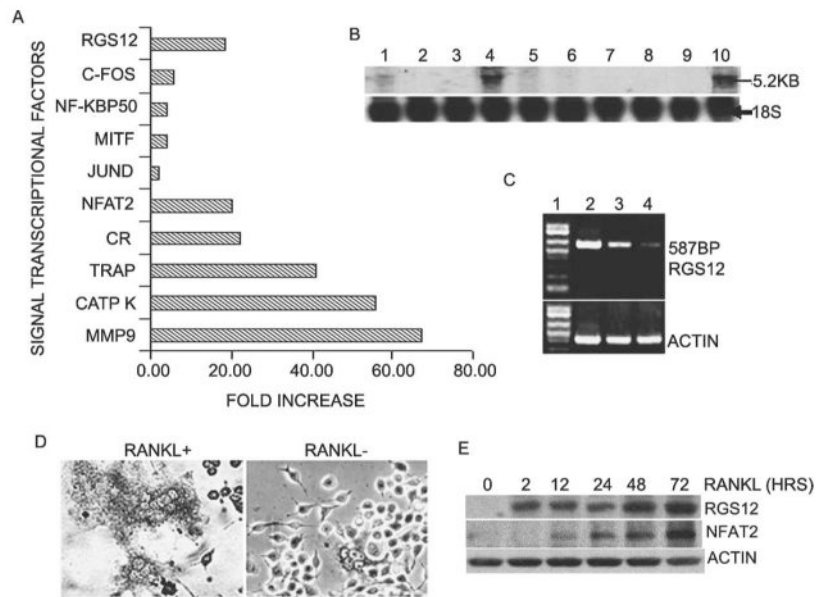 A
SIGNAL TRANSCRIPTIONAL FACTORS
RGS12
C-FOS
NF-KBP50
MITF
JUND
NFAT2
CR
TRAP
CATP K
MMP9
0.00 20.00 40.00 60.00 80.00
FOLD INCREASE
B
1 2 3 4 5 6 7 8 9 10
5.2KB
18S
C
1 2 3 4
587BP
RGS12
ACTIN
D
RANKL+ RANKL-
E
0 2 12 24 48 72 RANKL (HRS)
RGS12
NFAT2
ACTIN